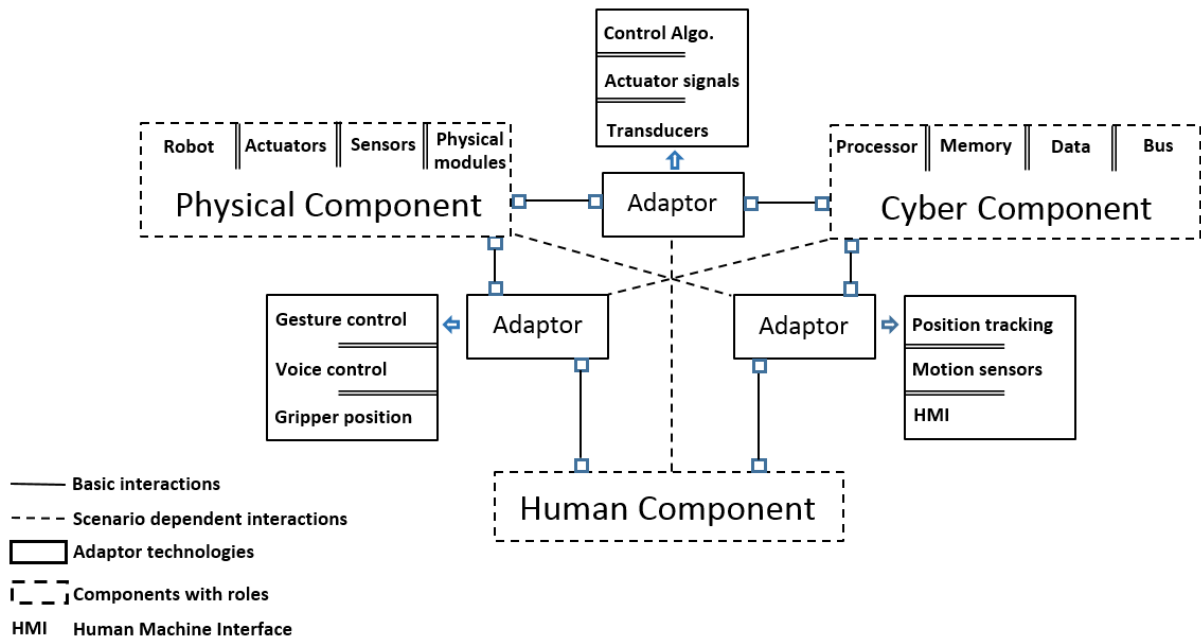 Control Algo.
Actuator signals
Transducers
Robot
Actuators
Sensors
Physical
modules
Physical Component
Adaptor
Processor
Memory
Data
Bus
Cyber Component
Gesture control
Voice control
Gripper position
Adaptor
Adaptor
Position tracking
Motion sensors
HMI
Human Component
Basic interactions
Scenario dependent interactions
Adaptor technologies
Components with roles
HMI Human Machine Interface